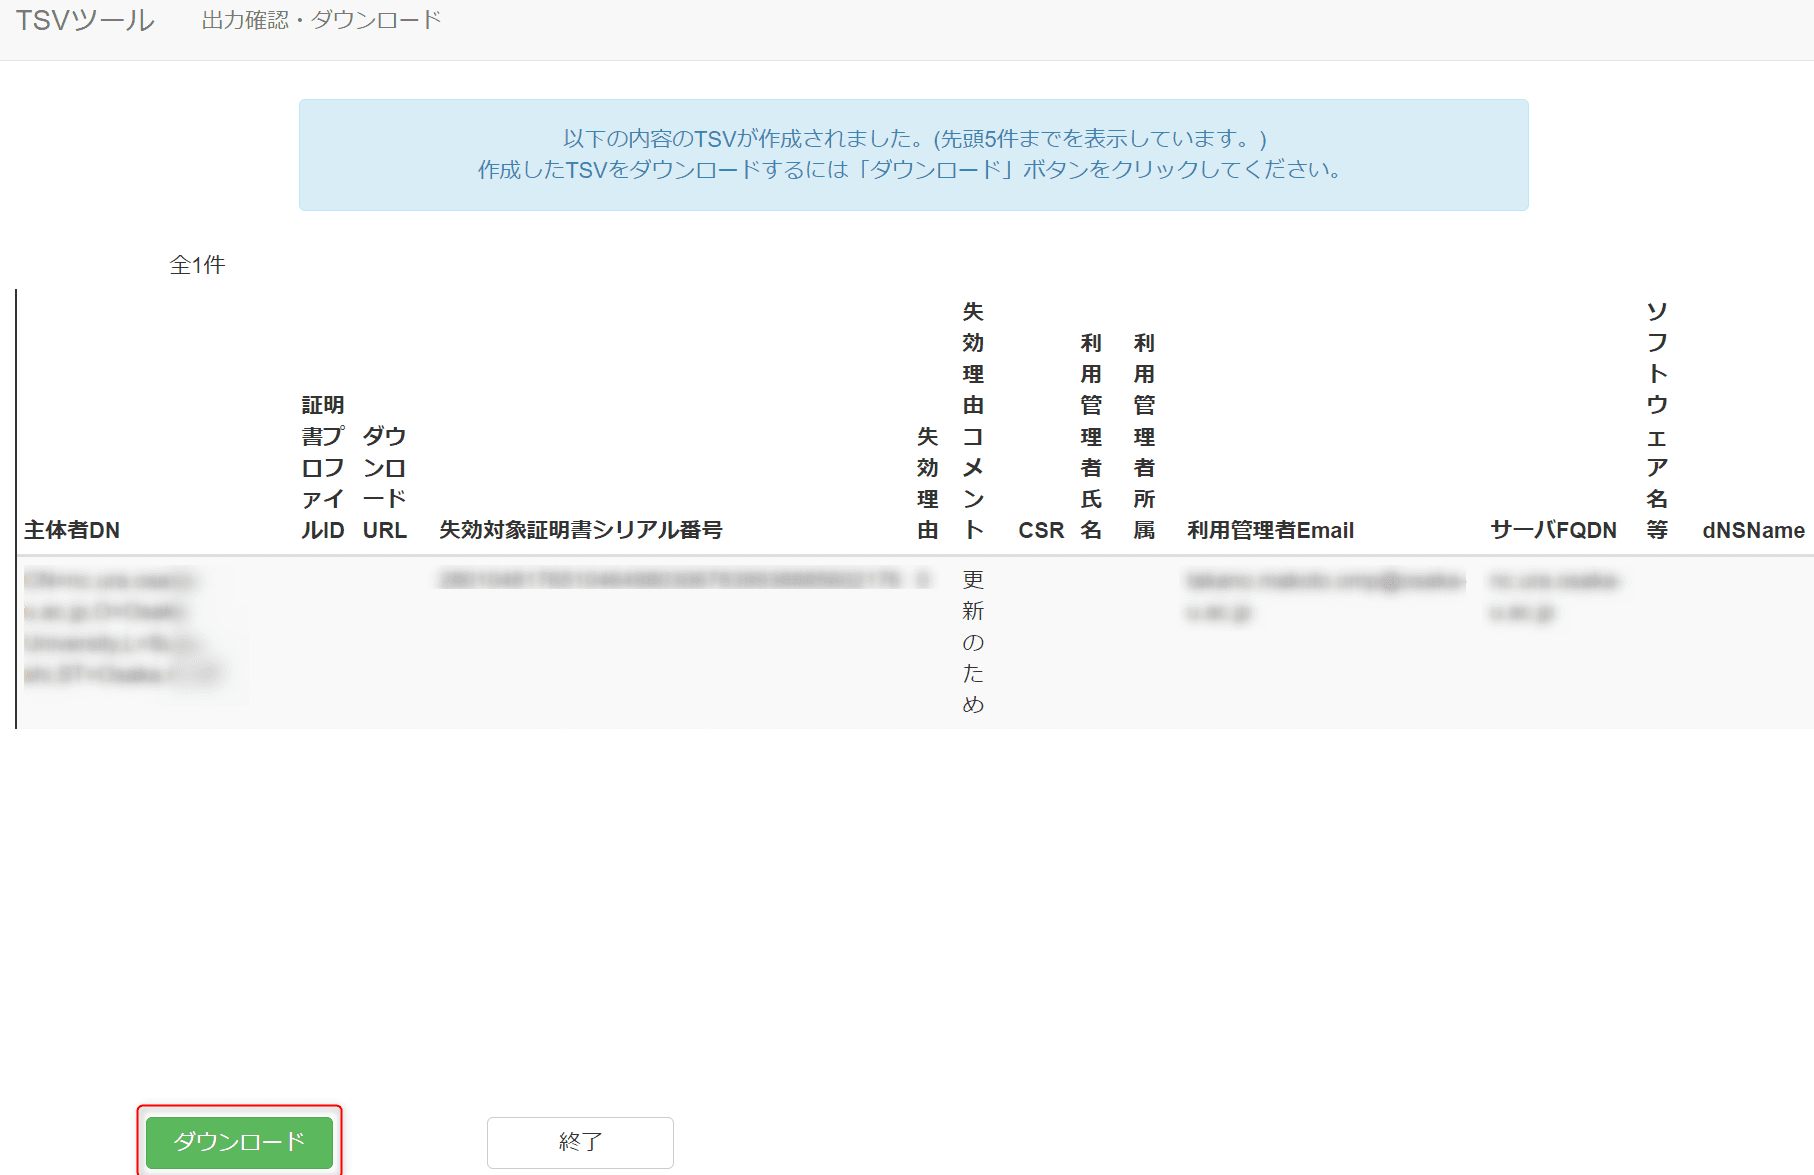 TSVツール 出力確認・ダウンロード
以下の内容のTSVが作成されました。(先頭5件までを表示しています。)
作成したTSVをダウンロードするには「ダウンロード」ボタンをクリックしてください。
全1件
主体者DN
証明
書プ
ロフ
ァイ
ルID
ダウ
ンロ
ード
URL
失効対象証明書シリアル番号
失
効
理
由
失
効
理
由
コ
メ
ン
ト
CSR
利
用
管
理
者
氏
名
利
用
管
理
者
所
属
利用管理者Email
サーバFQDN
ソ
フ
ト
ウ
ェ
ア
名
等
dNSName
更
新
の
た
め
ダウンロード
終了